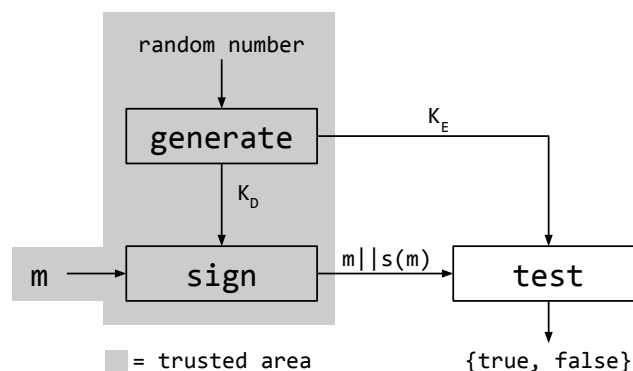 random number
generate
K_E
K_D
m
sign
m||s(m)
test
= trusted area
{true, false}